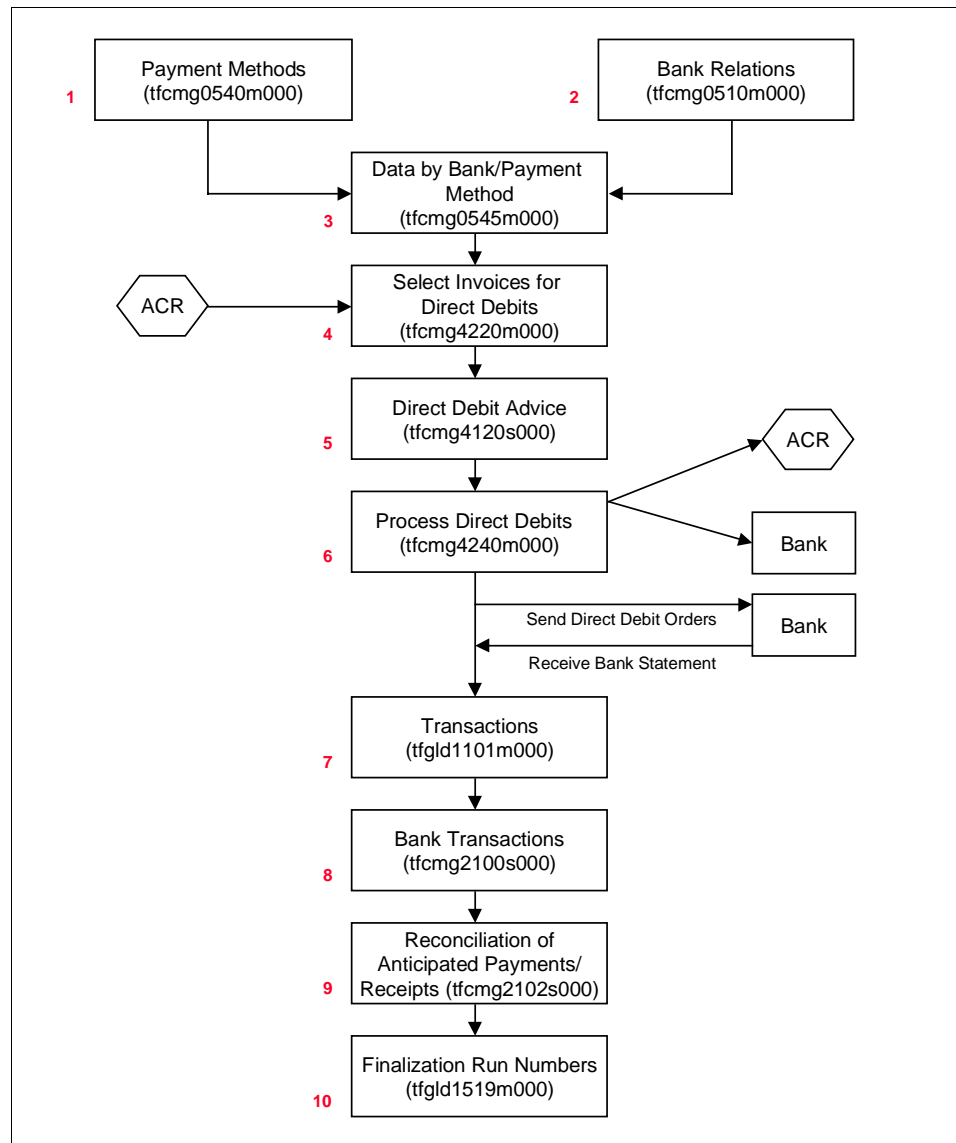 Payment Methods
(tfcmg0540m000)
1
Bank Relations
(tfcmg0510m000)
2
Data by Bank/Payment
Method
(tfcmg0545m000)
3
ACR
Select Invoices for
Direct Debits
(tfcmg4220m000)
4
Direct Debit Advice
(tfcmg4120s000)
5
ACR
Process Direct Debits
(tfcmg4240m000)
6
Bank
Send Direct Debit Orders
Bank
Receive Bank Statement
Transactions
(tfgld1101m000)
7
Bank Transactions
(tfcmg2100s000)
8
Reconciliation of
Anticipated Payments/
Receipts (tfcmg2102s000)
9
Finalization Run Numbers
(tfgld1519m000)
10